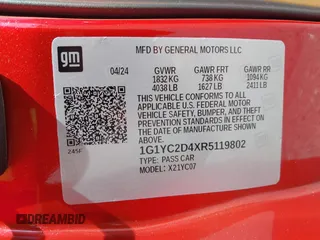 gm
MFD BY GENERAL MOTORS LLC
04/24 GVWR GAWR FRT GAWR RR
1832 KG 738 KG 1094 KG
4038 LB 1627 LB 2411 LB
THIS VEHICLE CONFORMS TO ALL
APPLICABLE U.S. FEDERAL MOTOR
VEHICLE SAFETY, BUMPER, AND THEFT
PREVENTION STANDARDS IN EFFECT
ON THE DATE OF MANUFACTURE SHOWN
ABOVE.
1G1YC2D4XR5119802
TYPE: PASS CAR
MODEL: X21YC07
245F
DREAMBID